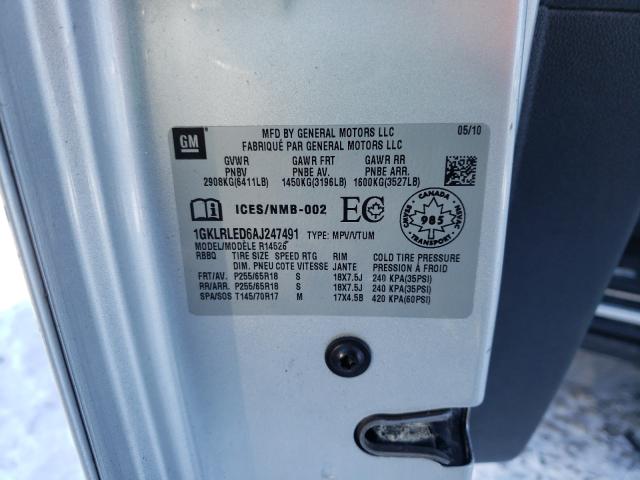 GM
MFD BY GENERAL MOTORS LLC 05/10
FABRIQUÉ PAR GENERAL MOTORS LLC
GVWR GAWR FRT GAWR RR
PNBV PNBE AV. PNBE ARR.
2908KG(6411LB) 1450KG(3196LB) 1600KG(3527LB)
ICES/NMB-002 EC
CANADA
985
1GKLRLED6AJ247491 TYPE: MPV/VTUM
MODEL/MODÈLE R14526
RBBQ TIRE SIZE SPEED RTG RIM COLD TIRE PRESSURE
DIM. PNEU COTE VITESSE JANTE PRESSION À FROID
FRT/AV. P255/65R18 S 18X7.5J 240 KPA(35PSI)
RR/ARR. P255/65R18 S 18X7.5J 240 KPA(35PSI)
SPA/SOS T145/70R17 M 17X4.5B 420 KPA(60PSI)